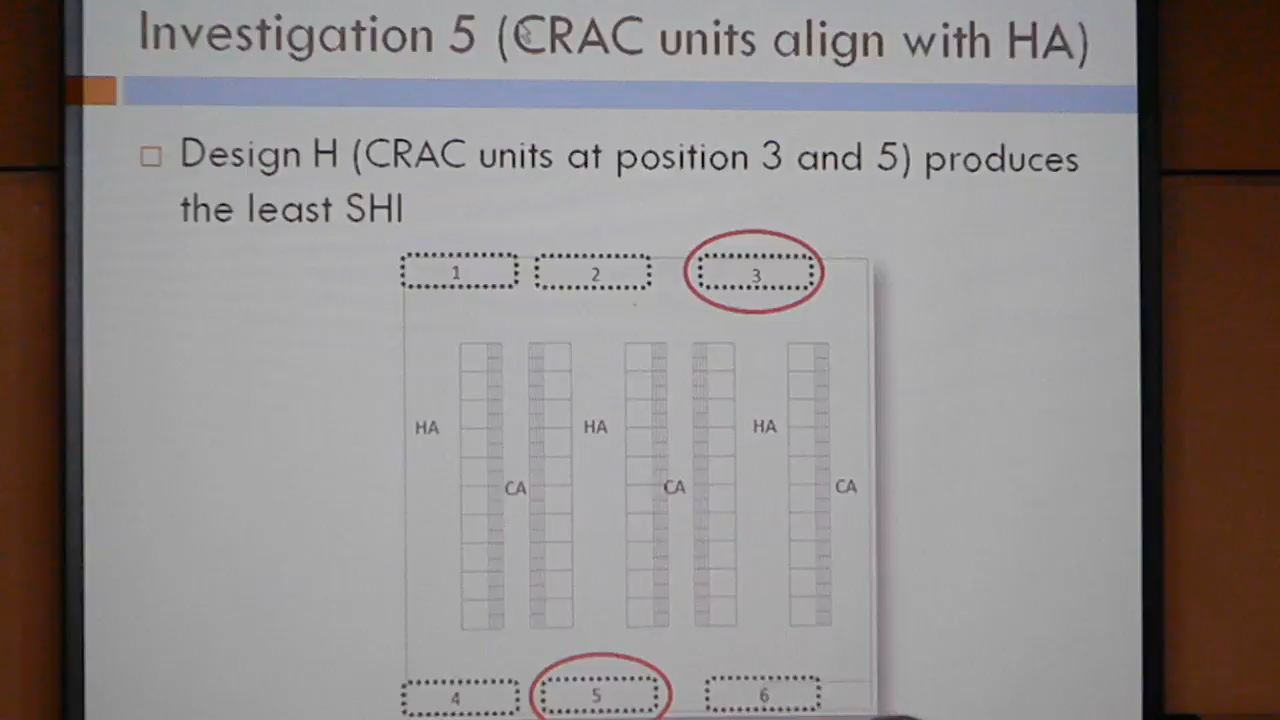 Investigation 5 (CRAC units align with HA)
Design H (CRAC units at position 3 and 5) produces
the least SHI
1 2 3
HA HA HA
CA CA CA
4 5 6